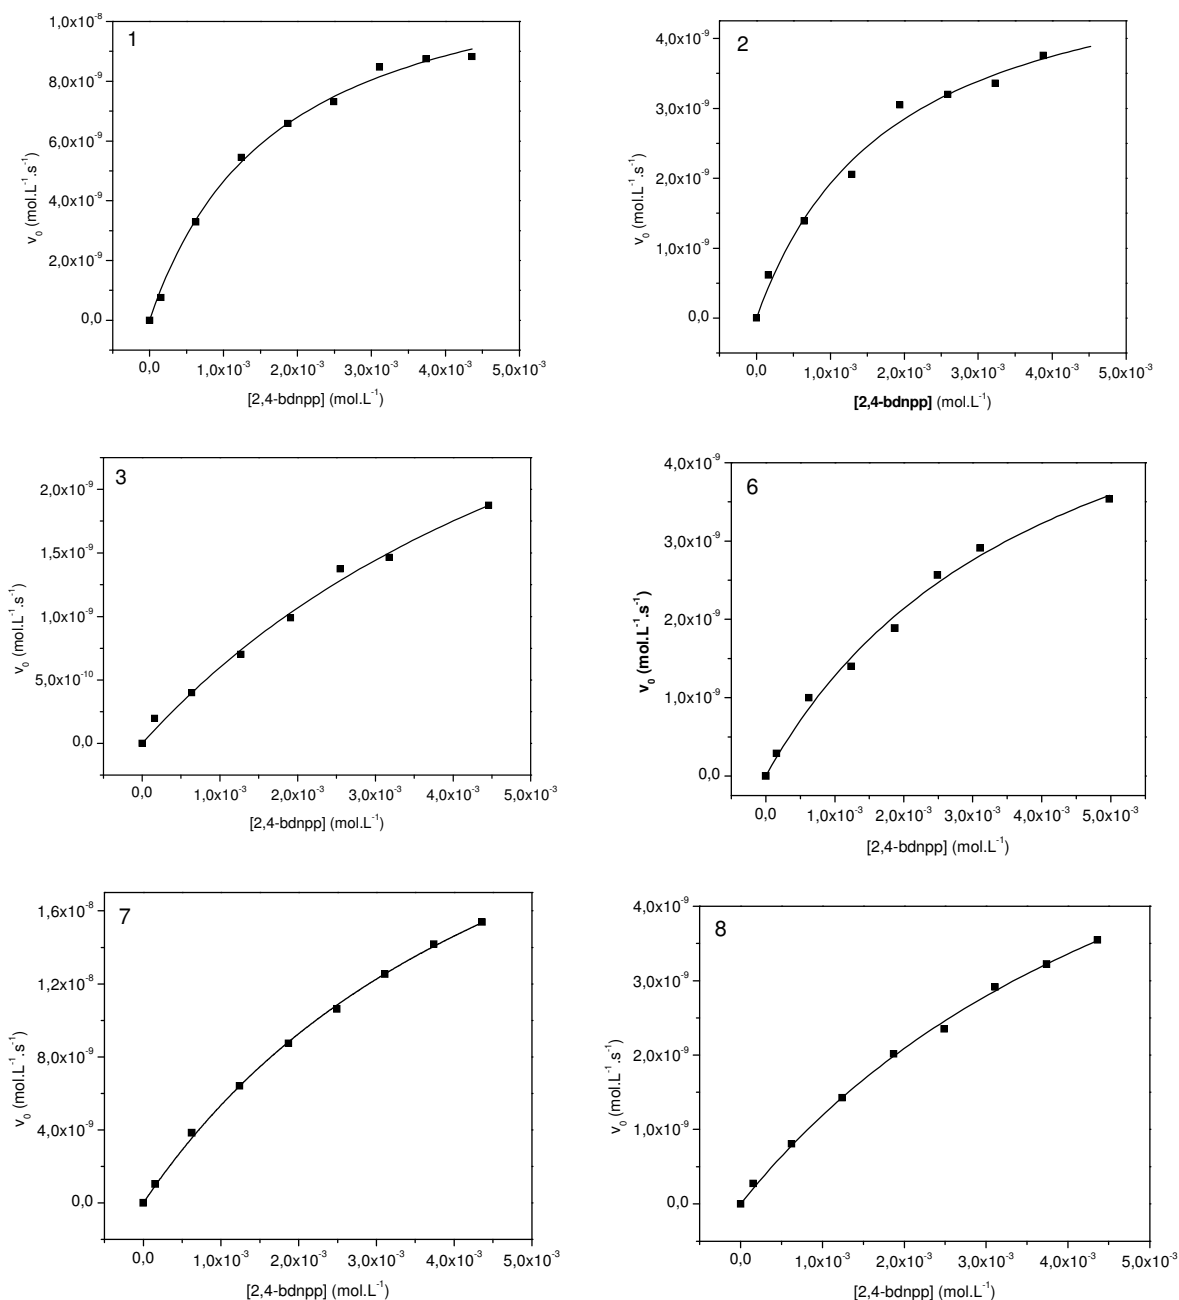 1
1,0x10⁻⁸
8,0x10⁻⁹
6,0x10⁻⁹
4,0x10⁻⁹
2,0x10⁻⁹
0,0
v₀ (mol.L⁻¹.s⁻¹)
0,0 1,0x10⁻³ 2,0x10⁻³ 3,0x10⁻³ 4,0x10⁻³ 5,0x10⁻³
[2,4-bdnpp] (mol.L⁻¹)
2
4,0x10⁻⁹
3,0x10⁻⁹
2,0x10⁻⁹
1,0x10⁻⁹
0,0
v₀ (mol.L⁻¹.s⁻¹)
0,0 1,0x10⁻³ 2,0x10⁻³ 3,0x10⁻³ 4,0x10⁻³ 5,0x10⁻³
[2,4-bdnpp] (mol.L⁻¹)
3
2,0x10⁻⁹
1,5x10⁻⁹
1,0x10⁻⁹
5,0x10⁻¹⁰
0,0
v₀ (mol.L⁻¹.s⁻¹)
0,0 1,0x10⁻³ 2,0x10⁻³ 3,0x10⁻³ 4,0x10⁻³ 5,0x10⁻³
[2,4-bdnpp] (mol.L⁻¹)
6
4,0x10⁻⁹
3,0x10⁻⁹
2,0x10⁻⁹
1,0x10⁻⁹
0,0
v₀ (mol.L⁻¹.s⁻¹)
0,0 1,0x10⁻³ 2,0x10⁻³ 3,0x10⁻³ 4,0x10⁻³ 5,0x10⁻³
[2,4-bdnpp] (mol.L⁻¹)
7
1,6x10⁻⁸
1,2x10⁻⁸
8,0x10⁻⁹
4,0x10⁻⁹
0,0
v₀ (mol.L⁻¹.s⁻¹)
0,0 1,0x10⁻³ 2,0x10⁻³ 3,0x10⁻³ 4,0x10⁻³ 5,0x10⁻³
[2,4-bdnpp] (mol.L⁻¹)
8
4,0x10⁻⁹
3,0x10⁻⁹
2,0x10⁻⁹
1,0x10⁻⁹
0,0
v₀ (mol.L⁻¹.s⁻¹)
0,0 1,0x10⁻³ 2,0x10⁻³ 3,0x10⁻³ 4,0x10⁻³ 5,0x10⁻³
[2,4-bdnpp] (mol.L⁻¹)